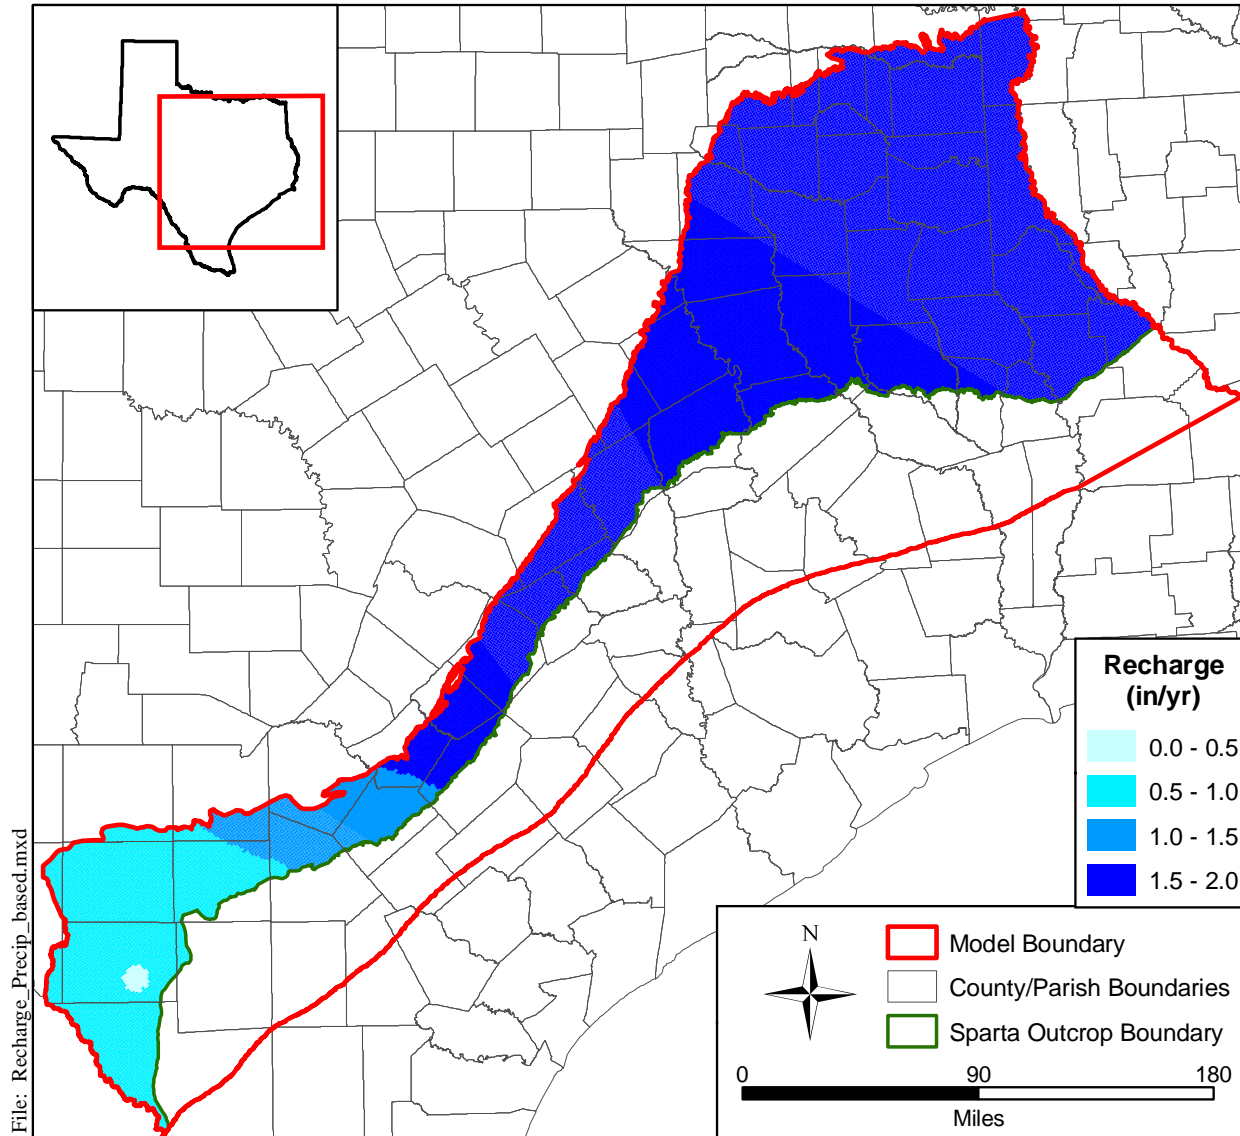 Recharge
(in/yr)
0.0 - 0.5
0.5 - 1.0
1.0 - 1.5
1.5 - 2.0
N
Model Boundary
County/Parish Boundaries
Sparta Outcrop Boundary
0 90 180
Miles
File: Recharge_Precip_based.mxd